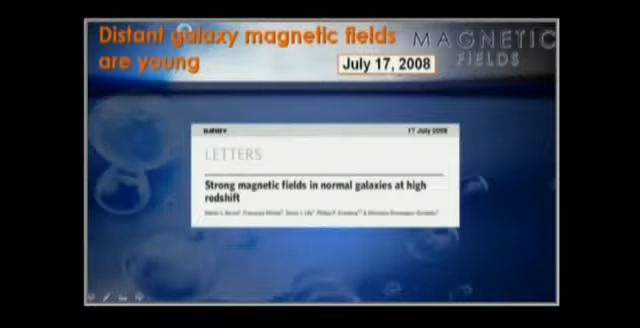 Distant galaxy magnetic fields
are young
MAGNETIC
FIELDS
July 17, 2008
nature
17 July 2008
LETTERS
Strong magnetic fields in normal galaxies at high
redshift